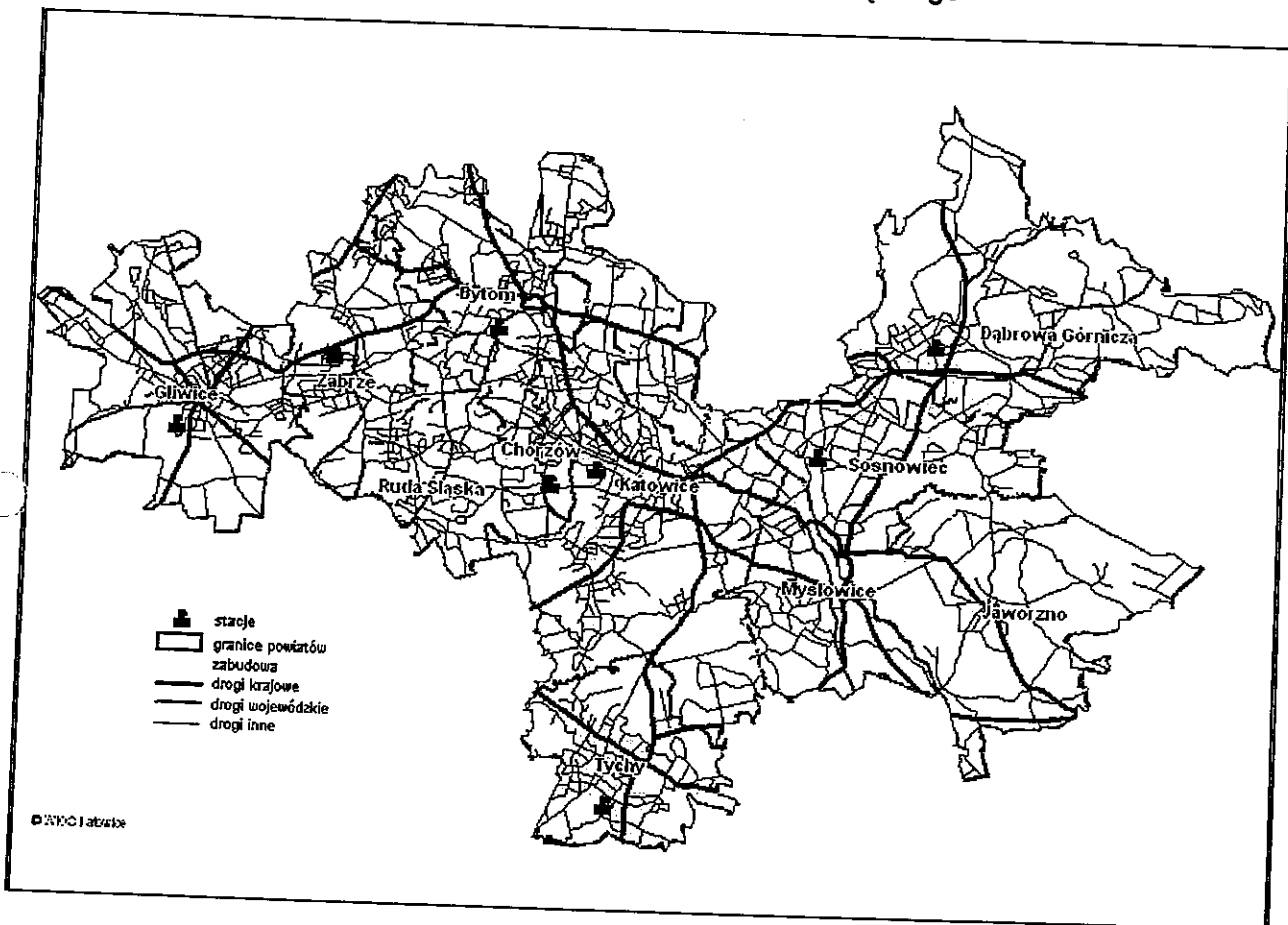 Bytom
Dąbrowa Górnicza
Zabrze
Gliwice
Chorzów
Sosnowiec
Ruda Śląska
Katowice
Mysłowice
Jaworzno
stacje
granice powiatów
zabudowa
drogi krajowe
drogi wojewódzkie
drogi inne
Tychy
©